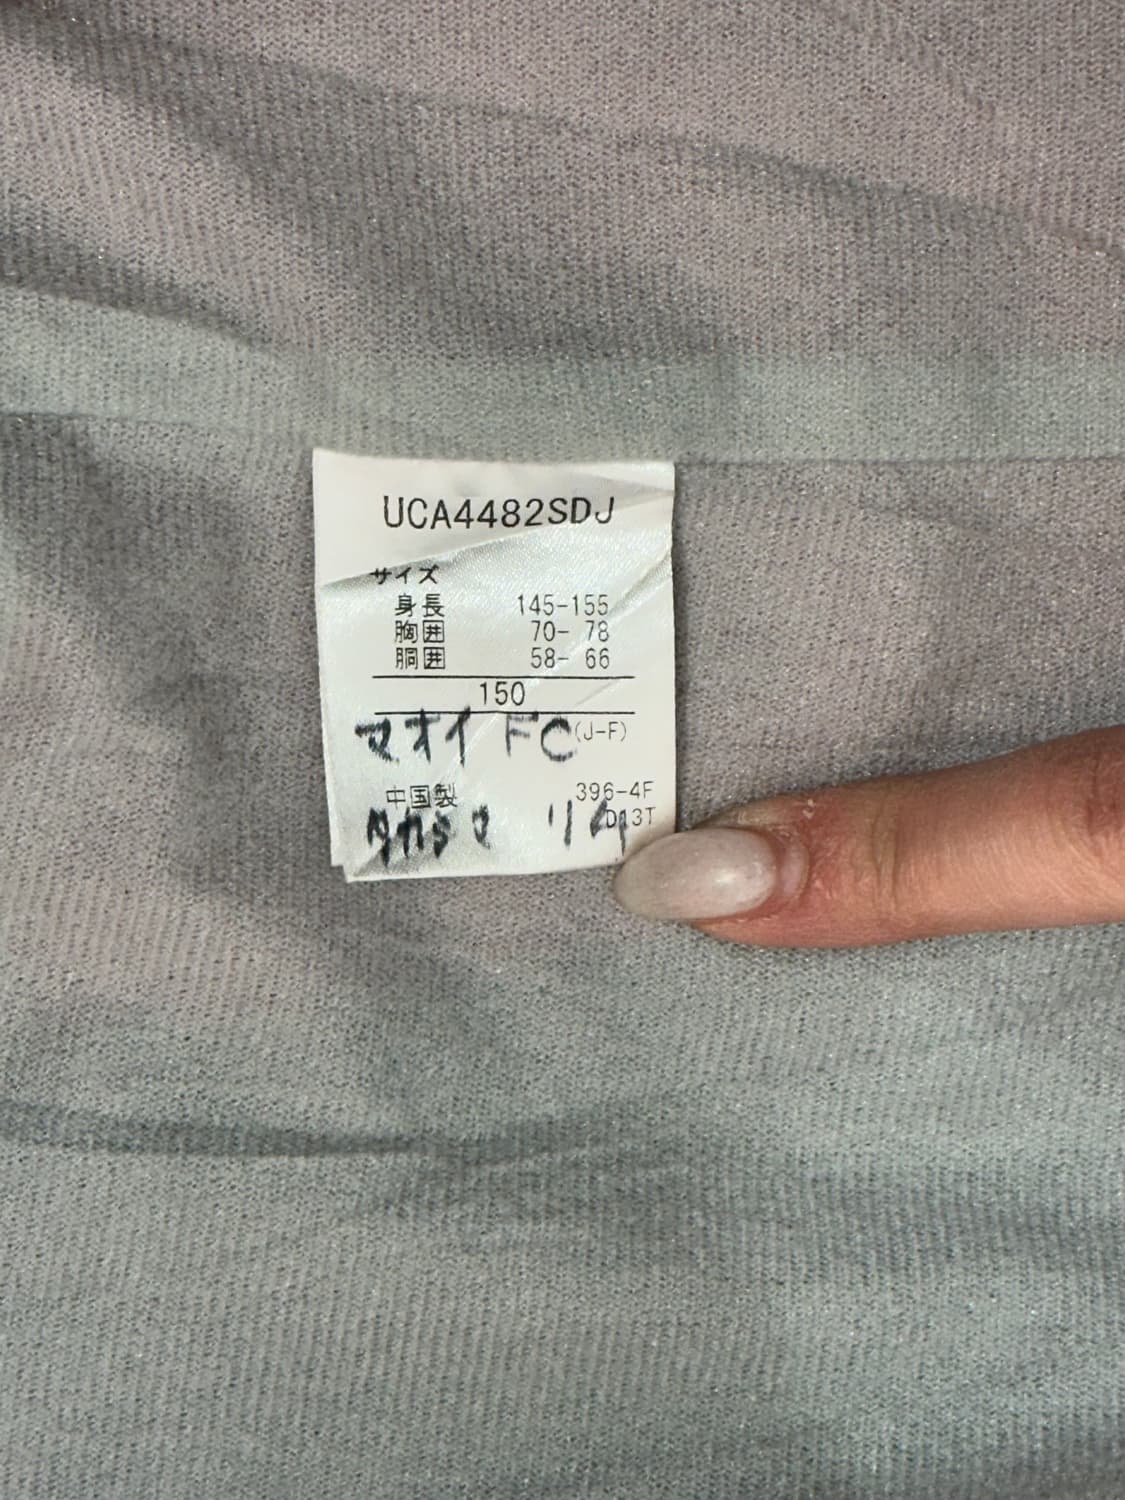 UCA4482SDJ
サイズ
身長 145-155
胸囲 70- 78
胴囲 58- 66
150
マオイ FC (J-F)
中国製 396-4F
D13T